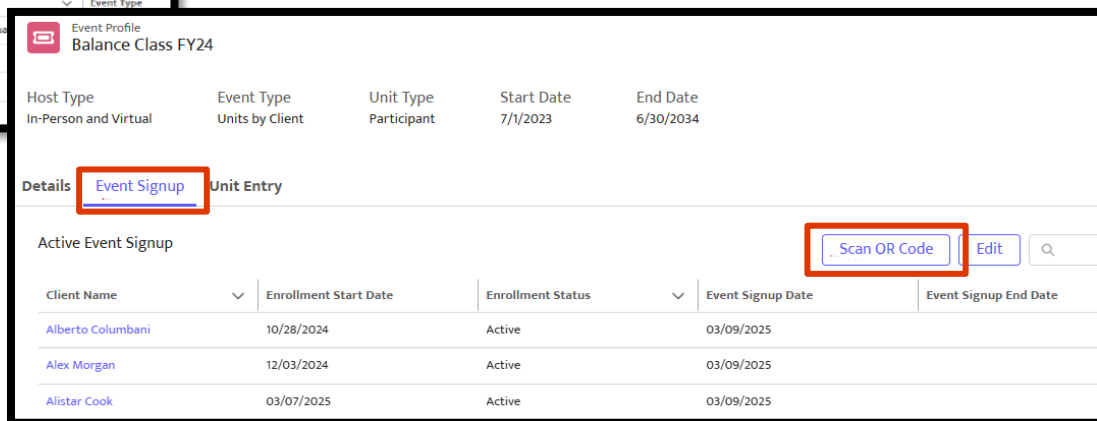 Event Type
Event Profile
Balance Class FY24
Host Type Event Type Unit Type Start Date End Date
In-Person and Virtual Units by Client Participant 7/1/2023 6/30/2034
Details Event Signup Unit Entry
Active Event Signup Scan QR Code Edit
Client Name Enrollment Start Date Enrollment Status Event Signup Date Event Signup End Date
Alberto Columbani 10/28/2024 Active 03/09/2025
Alex Morgan 12/03/2024 Active 03/09/2025
Alistar Cook 03/07/2025 Active 03/09/2025